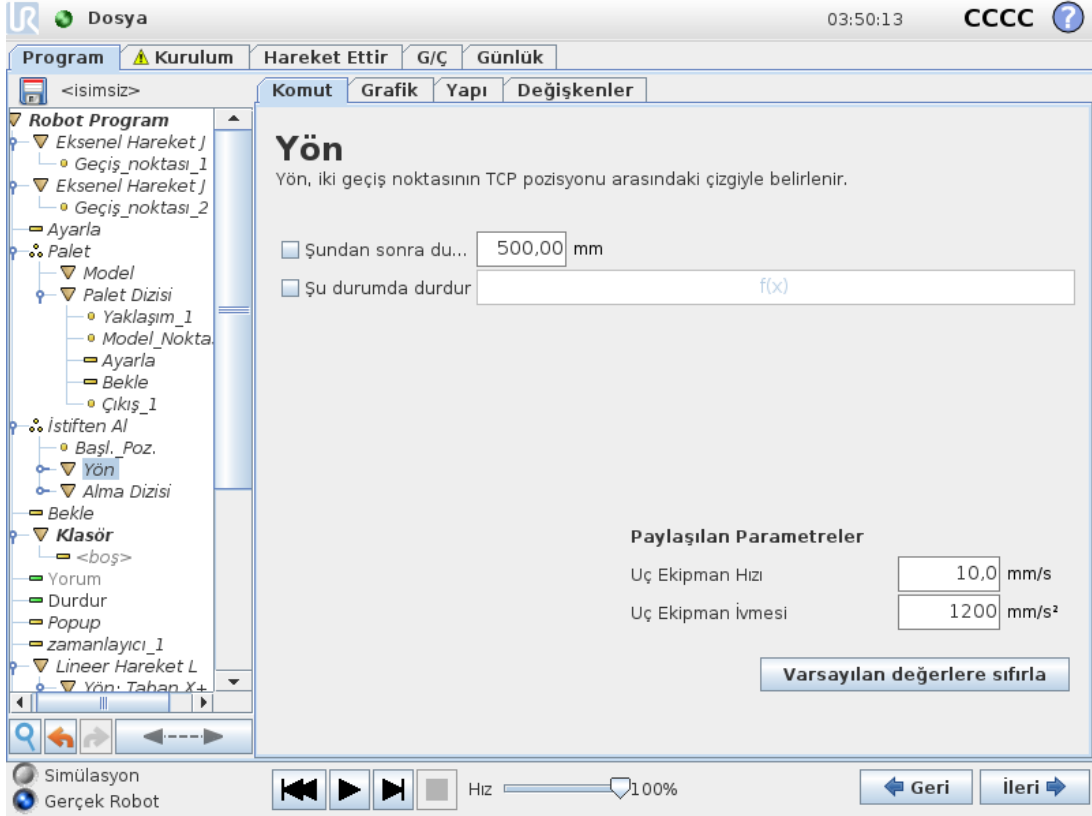 UR Dosya 03:50:13 CCCC ?
Program Kurulum Hareket Ettir G/Ç Günlük
<isimsiz>
Komut Grafik Yapı Değişkenler
Robot Program
Eksenel Hareket J
Geçiş_noktası_1
Eksenel Hareket J
Geçiş_noktası_2
Ayarla
Palet
Model
Palet Dizisi
Yaklaşım_1
Model_Nokta
Ayarla
Bekle
Çıkış_1
İstiften Al
Başl._Poz.
Yön
Alma Dizisi
Bekle
Klasör
<boş>
Yorum
Durdur
Popup
zamanlayıcı_1
Lineer Hareket L
Yön: Taban X+
Yön
Yön, iki geçiş noktasının TCP pozisyonu arasındaki çizgiyle belirlenir.
Şundan sonra du... 500,00 mm
Şu durumda durdur f(x)
Paylaşılan Parametreler
Uç Ekipman Hızı 10,0 mm/s
Uç Ekipman İvmesi 1200 mm/s²
Varsayılan değerlere sıfırla
Simülasyon
Gerçek Robot
Hız 100%
Geri İleri